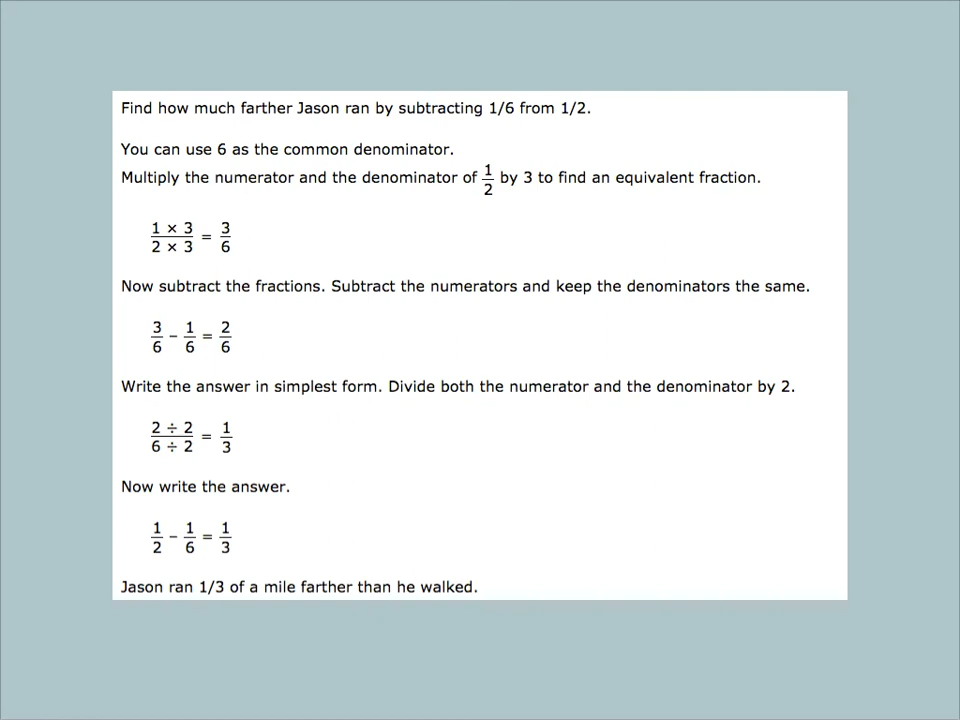 Find how much farther Jason ran by subtracting 1/6 from 1/2.
You can use 6 as the common denominator.
Multiply the numerator and the denominator of 1/2 by 3 to find an equivalent fraction.
1 × 3 / 2 × 3 = 3/6
Now subtract the fractions. Subtract the numerators and keep the denominators the same.
3/6 − 1/6 = 2/6
Write the answer in simplest form. Divide both the numerator and the denominator by 2.
2 ÷ 2 / 6 ÷ 2 = 1/3
Now write the answer.
1/2 − 1/6 = 1/3
Jason ran 1/3 of a mile farther than he walked.